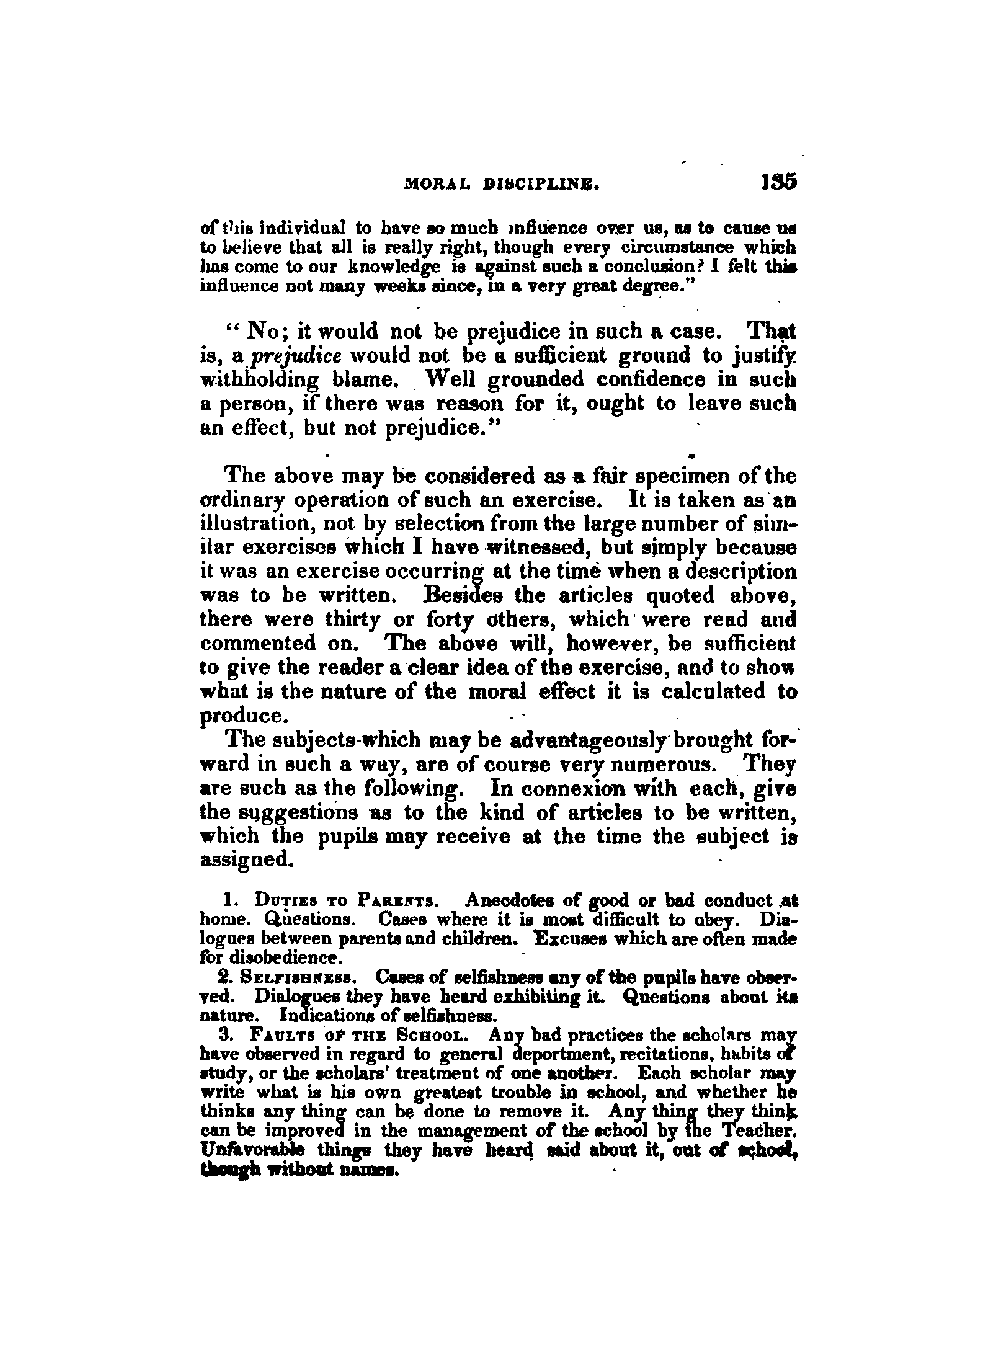 MORAL DISCIPLINE. 135
of this individual to have so much influence over us, as to cause us
to believe that all is really right, though every circumstance which
has come to our knowledge is against such a conclusion? I felt this
influence not many weeks since, in a very great degree."
" No; it would not be prejudice in such a case. That
is, a prejudice would not be a sufficient ground to justify
withholding blame. Well grounded confidence in such
a person, if there was reason for it, ought to leave such
an effect, but not prejudice."
The above may be considered as a fair specimen of the
ordinary operation of such an exercise. It is taken as an
illustration, not by selection from the large number of sim-
ilar exercises which I have witnessed, but simply because
it was an exercise occurring at the time when a description
was to be written. Besides the articles quoted above,
there were thirty or forty others, which were read and
commented on. The above will, however, be sufficient
to give the reader a clear idea of the exercise, and to show
what is the nature of the moral effect it is calculated to
produce.
The subjects which may be advantageously brought for-
ward in such a way, are of course very numerous. They
are such as the following. In connexion with each, give
the suggestions as to the kind of articles to be written,
which the pupils may receive at the time the subject is
assigned.
1. DUTIES TO PARENTS. Anecdotes of good or bad conduct at
home. Questions. Cases where it is most difficult to obey. Dia-
logues between parents and children. Excuses which are often made
for disobedience.
2. SELFISHNESS. Cases of selfishness any of the pupils have obser-
ved. Dialogues they have heard exhibiting it. Questions about its
nature. Indications of selfishness.
3. FAULTS OF THE SCHOOL. Any bad practices the scholars may
have observed in regard to general deportment, recitations, habits of
study, or the scholars' treatment of one another. Each scholar may
write what is his own greatest trouble in school, and whether he
thinks any thing can be done to remove it. Any thing they think
can be improved in the management of the school by the Teacher.
Unfavorable things they have heard said about it, out of school,
though without names.